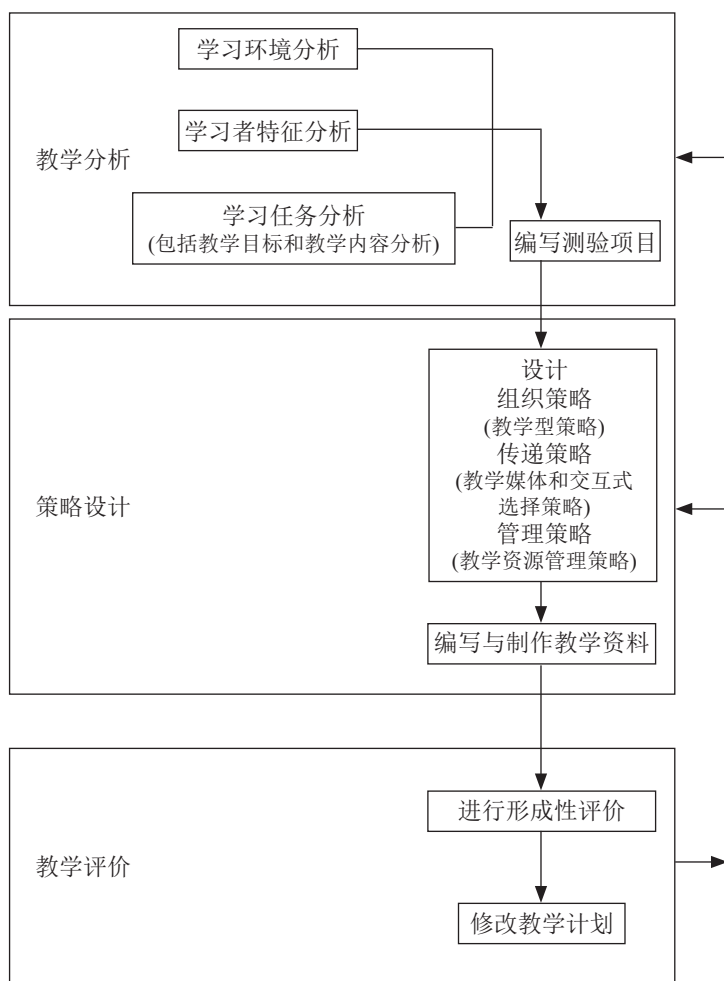 学习环境分析
学习者特征分析
教学分析
学习任务分析
(包括教学目标和教学内容分析)
编写测验项目
设计
组织策略
(教学型策略)
传递策略
(教学媒体和交互式
选择策略)
管理策略
(教学资源管理策略)
策略设计
编写与制作教学资料
进行形成性评价
教学评价
修改教学计划